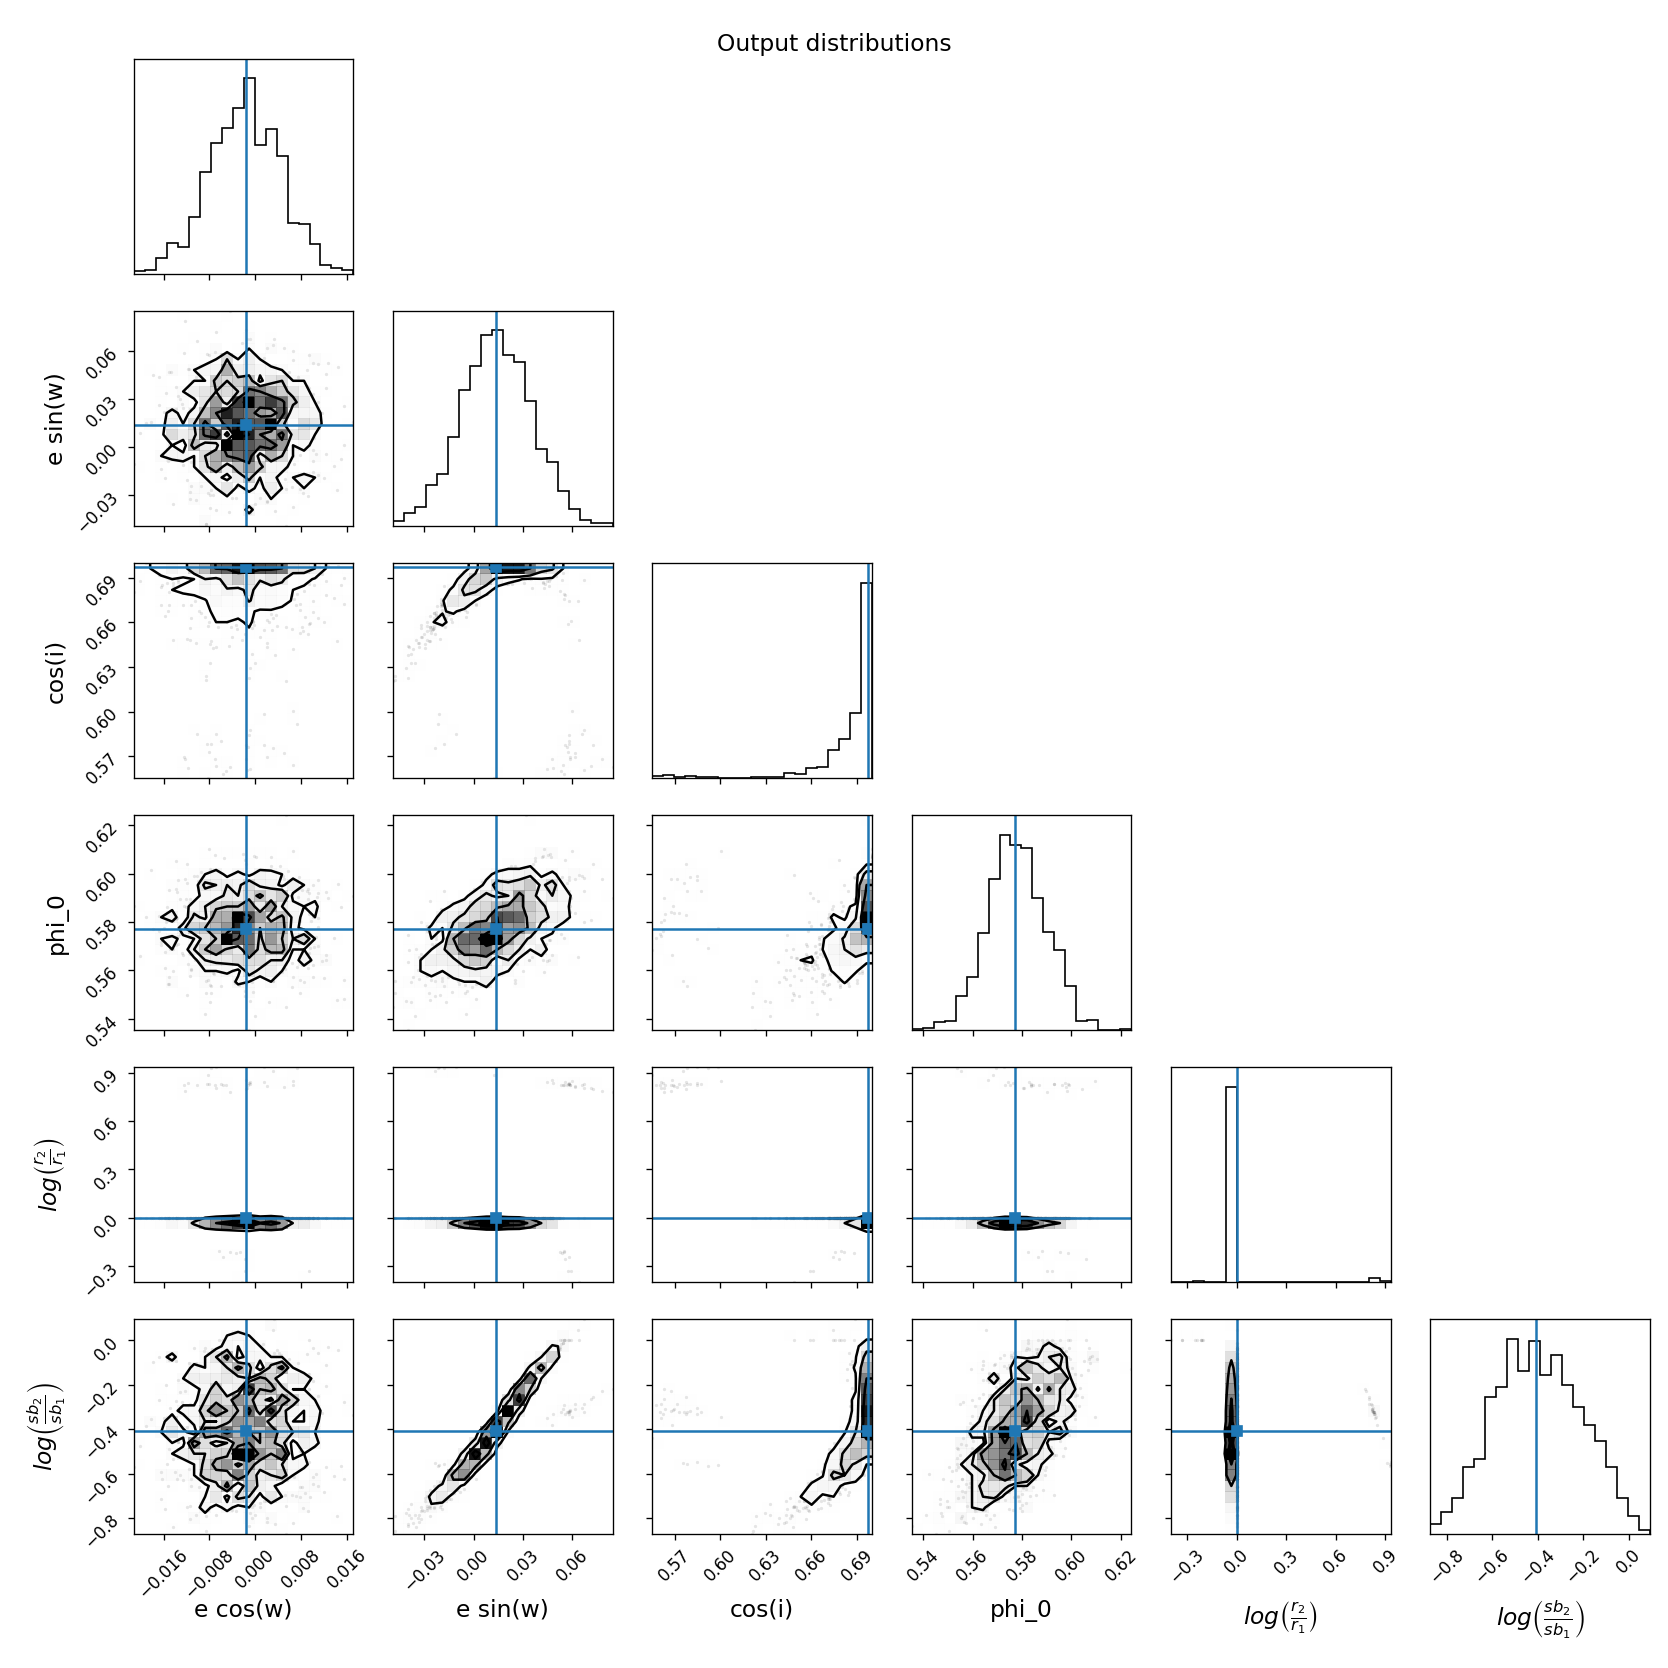 Output distributions
e sin(w)
0.06
0.03
0.00
−0.03
cos(i)
0.69
0.66
0.63
0.60
0.57
phi_0
0.62
0.60
0.58
0.56
0.54
log(r₂/r₁)
0.9
0.6
0.3
0.0
−0.3
log(sb₂/sb₁)
0.0
−0.2
−0.4
−0.6
−0.8
−0.016 −0.008 0.000 0.008 0.016
−0.03 0.00 0.03 0.06
0.57 0.60 0.63 0.66 0.69
0.54 0.56 0.58 0.60 0.62
−0.3 0.0 0.3 0.6 0.9
−0.8 −0.6 −0.4 −0.2 0.0
e cos(w)
e sin(w)
cos(i)
phi_0
log(r₂/r₁)
log(sb₂/sb₁)